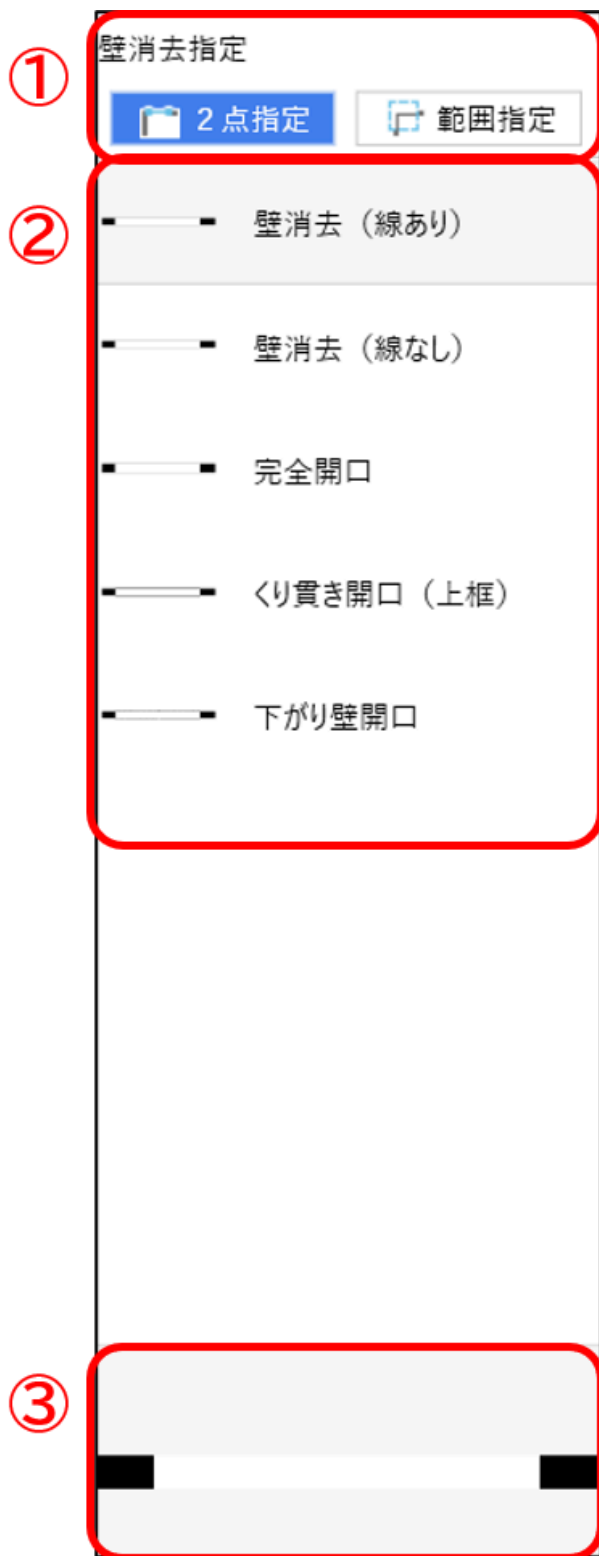 ①
壁消去指定
2点指定
範囲指定
②
壁消去（線あり）
壁消去（線なし）
完全開口
くり貫き開口（上框）
下がり壁開口
③